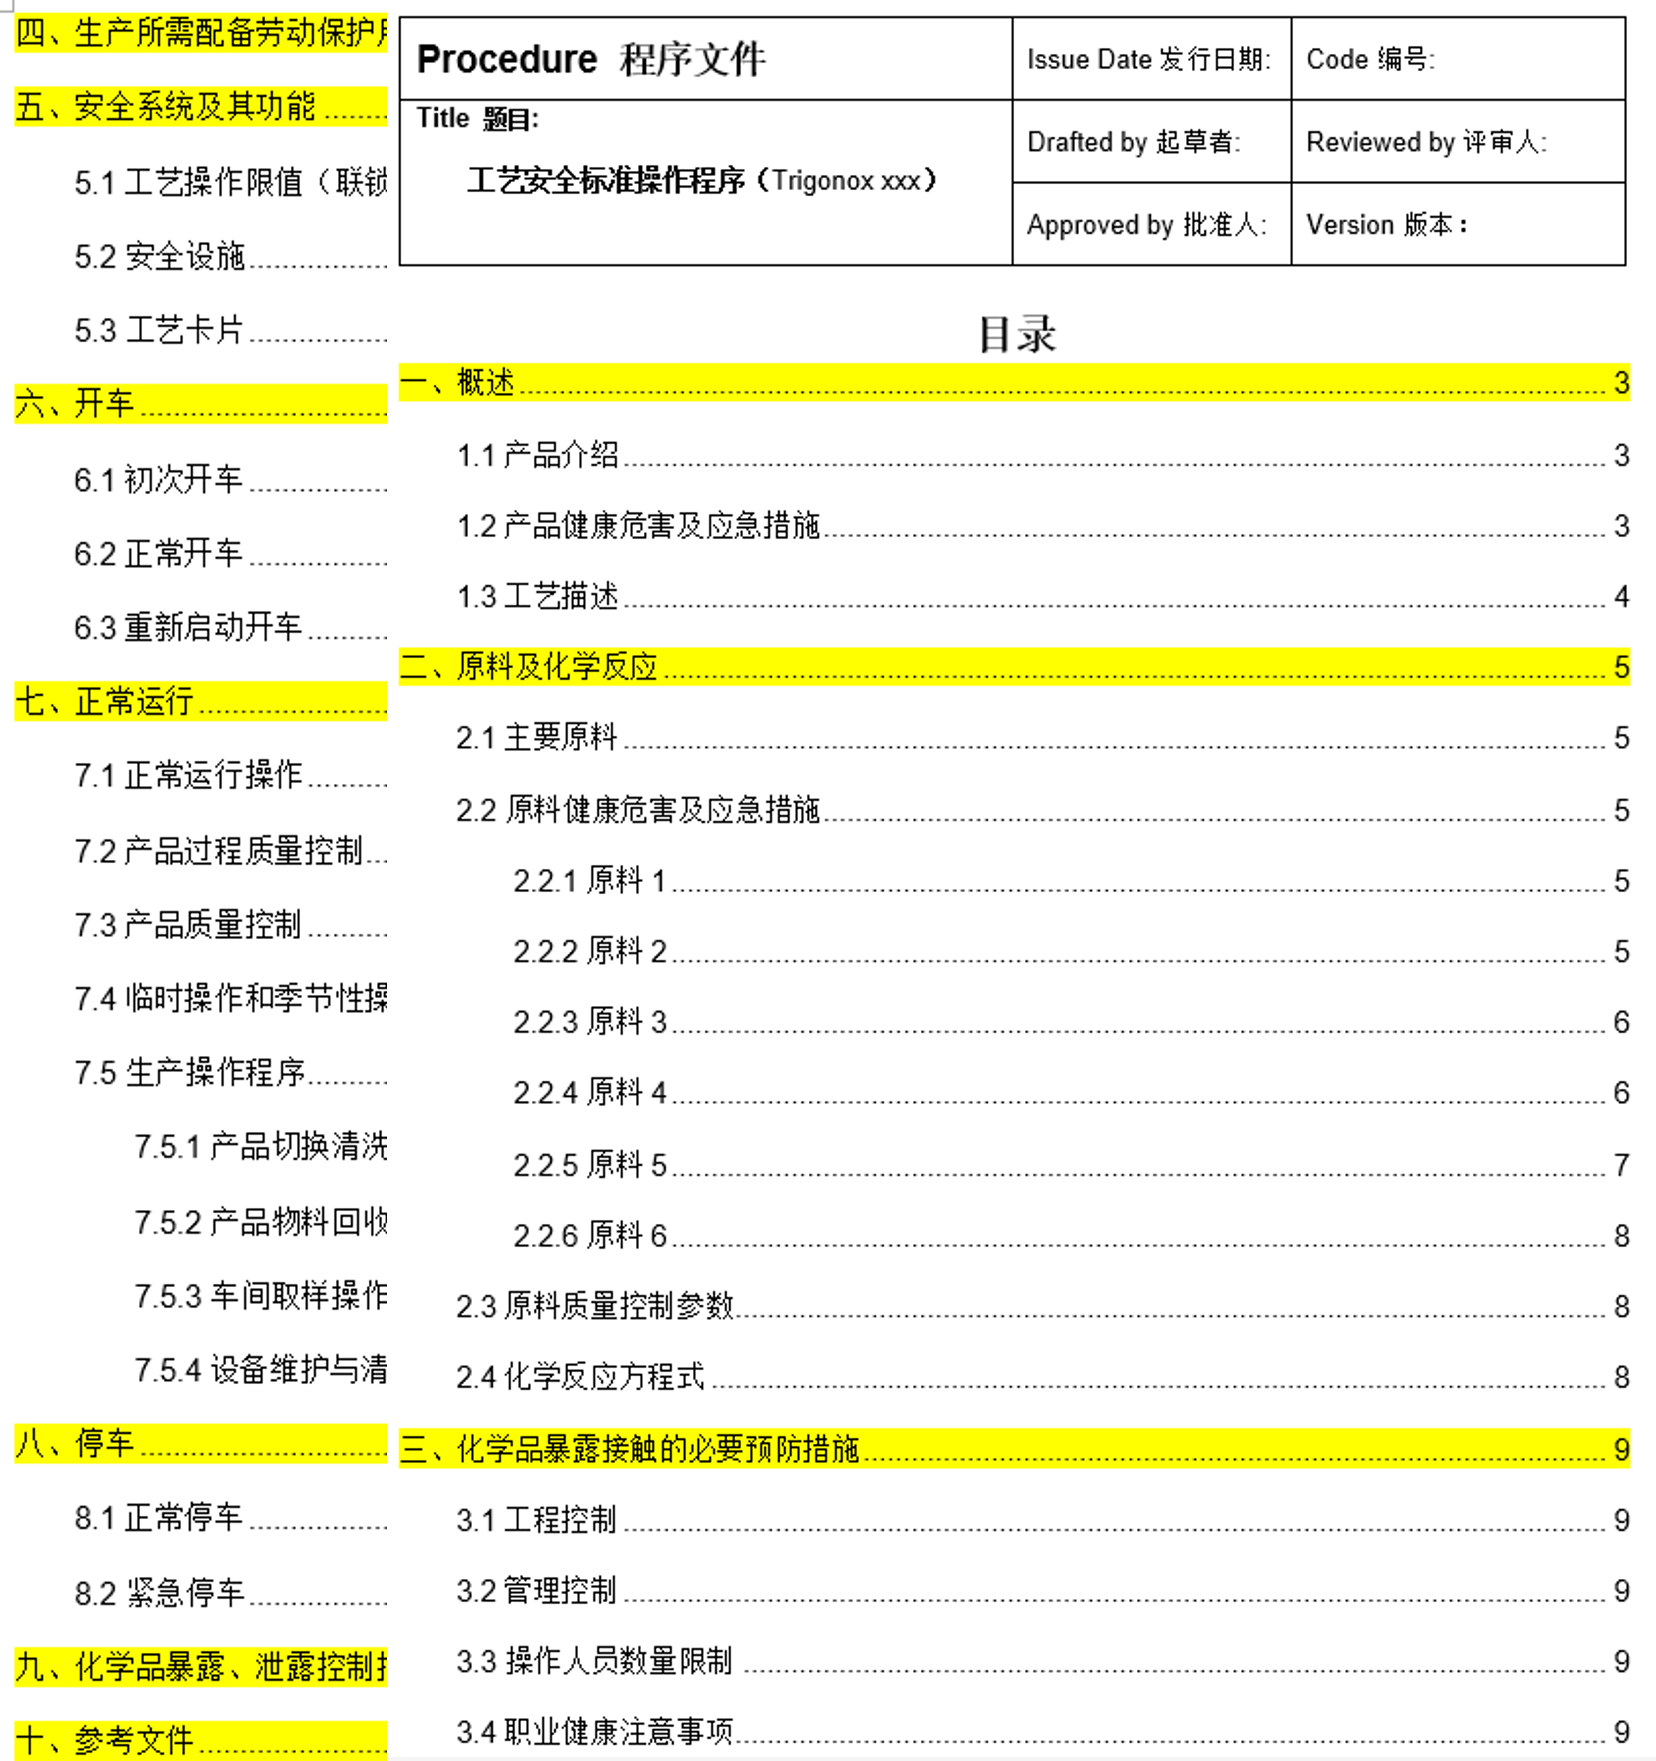 Procedure 程序文件
Issue Date 发行日期:
Code 编号:
Title 题目:
工艺安全标准操作程序（Trigonox xxx）
Drafted by 起草者:
Reviewed by 评审人:
Approved by 批准人:
Version 版本：
目录
一、概述 3
1.1 产品介绍 3
1.2 产品健康危害及应急措施 3
1.3 工艺描述 4
二、原料及化学反应 5
2.1 主要原料 5
2.2 原料健康危害及应急措施 5
2.2.1 原料 1 5
2.2.2 原料 2 5
2.2.3 原料 3 6
2.2.4 原料 4 6
2.2.5 原料 5 7
2.2.6 原料 6 8
2.3 原料质量控制参数 8
2.4 化学反应方程式 8
三、化学品暴露接触的必要预防措施 9
3.1 工程控制 9
3.2 管理控制 9
3.3 操作人员数量限制 9
3.4 职业健康注意事项 9
四、生产所需配备劳动保护
五、安全系统及其功能
5.1 工艺操作限值（联锁
5.2 安全设施
5.3 工艺卡片
六、开车
6.1 初次开车
6.2 正常开车
6.3 重新启动开车
七、正常运行
7.1 正常运行操作
7.2 产品过程质量控制
7.3 产品质量控制
7.4 临时操作和季节性操
7.5 生产操作程序
7.5.1 产品切换清洗
7.5.2 产品物料回收
7.5.3 车间取样操作
7.5.4 设备维护与清
八、停车
8.1 正常停车
8.2 紧急停车
九、化学品暴露、泄露控制
十、参考文件